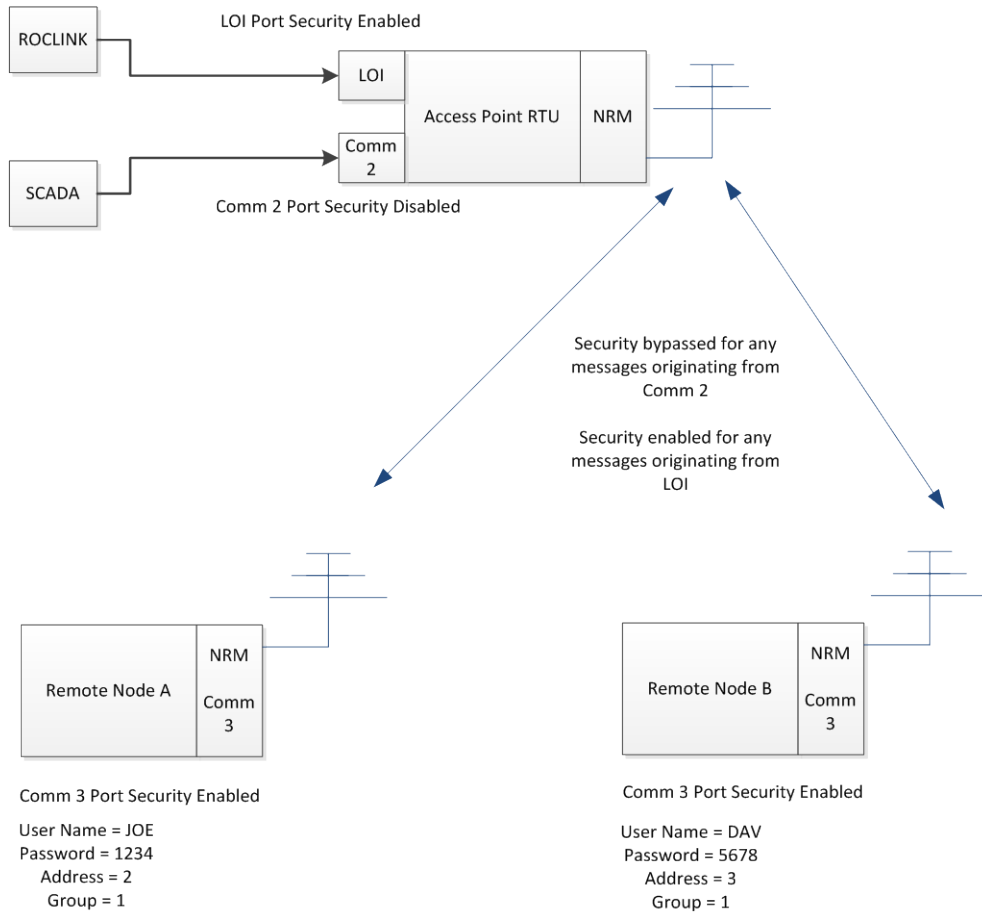 ROCLINK
LOI Port Security Enabled
LOI
Access Point RTU
NRM
Comm
2
SCADA
Comm 2 Port Security Disabled
Security bypassed for any
messages originating from
Comm 2
Security enabled for any
messages originating from
LOI
Remote Node A
NRM
Comm
3
Comm 3 Port Security Enabled
User Name = JOE
Password = 1234
Address = 2
Group = 1
Remote Node B
NRM
Comm
3
Comm 3 Port Security Enabled
User Name = DAV
Password = 5678
Address = 3
Group = 1